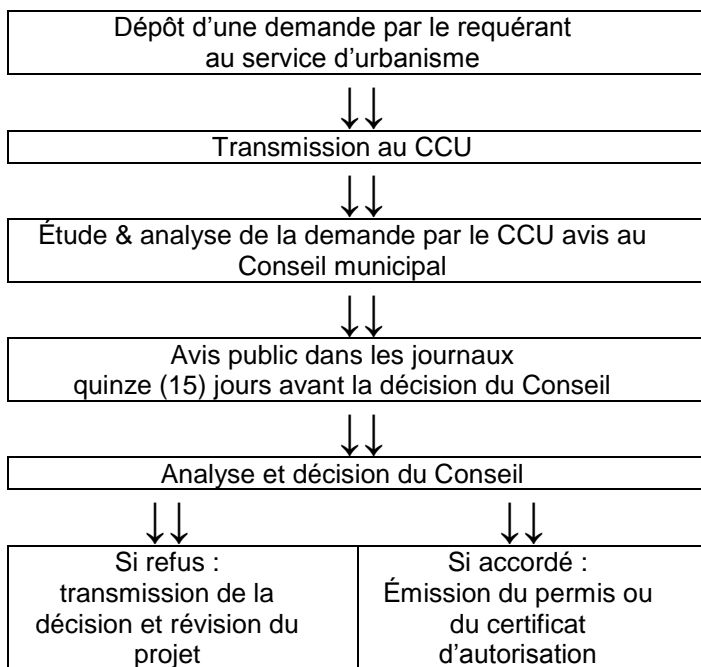 Dépôt d’une demande par le requérant
au service d’urbanisme
↓↓
Transmission au CCU
↓↓
Étude & analyse de la demande par le CCU avis au
Conseil municipal
↓↓
Avis public dans les journaux
quinze (15) jours avant la décision du Conseil
↓↓
Analyse et décision du Conseil
↓↓ ↓↓
Si refus :
transmission de la
décision et révision du
projet
Si accordé :
Émission du permis ou
du certificat
d’autorisation